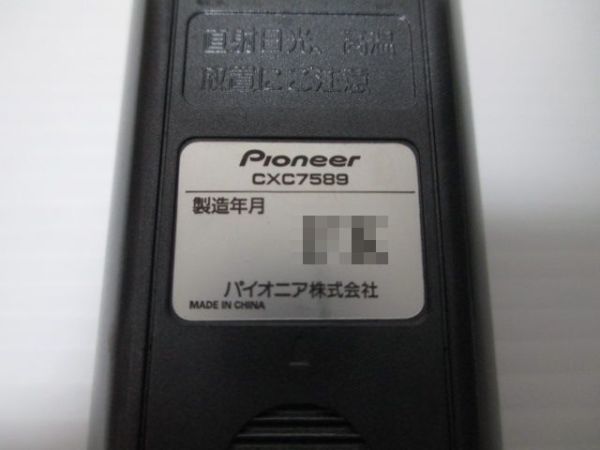 直射日光、高温
放置にご注意
Pioneer
CXC7589
製造年月
パイオニア株式会社
MADE IN CHINA